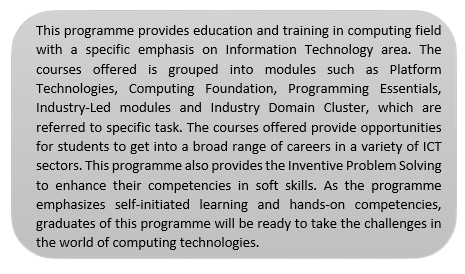 This programme provides education and training in computing field
with a specific emphasis on Information Technology area. The
courses offered is grouped into modules such as Platform
Technologies, Computing Foundation, Programming Essentials,
Industry-Led modules and Industry Domain Cluster, which are
referred to specific task. The courses offered provide opportunities
for students to get into a broad range of careers in a variety of ICT
sectors. This programme also provides the Inventive Problem Solving
to enhance their competencies in soft skills. As the programme
emphasizes self-initiated learning and hands-on competencies,
graduates of this programme will be ready to take the challenges in
the world of computing technologies.